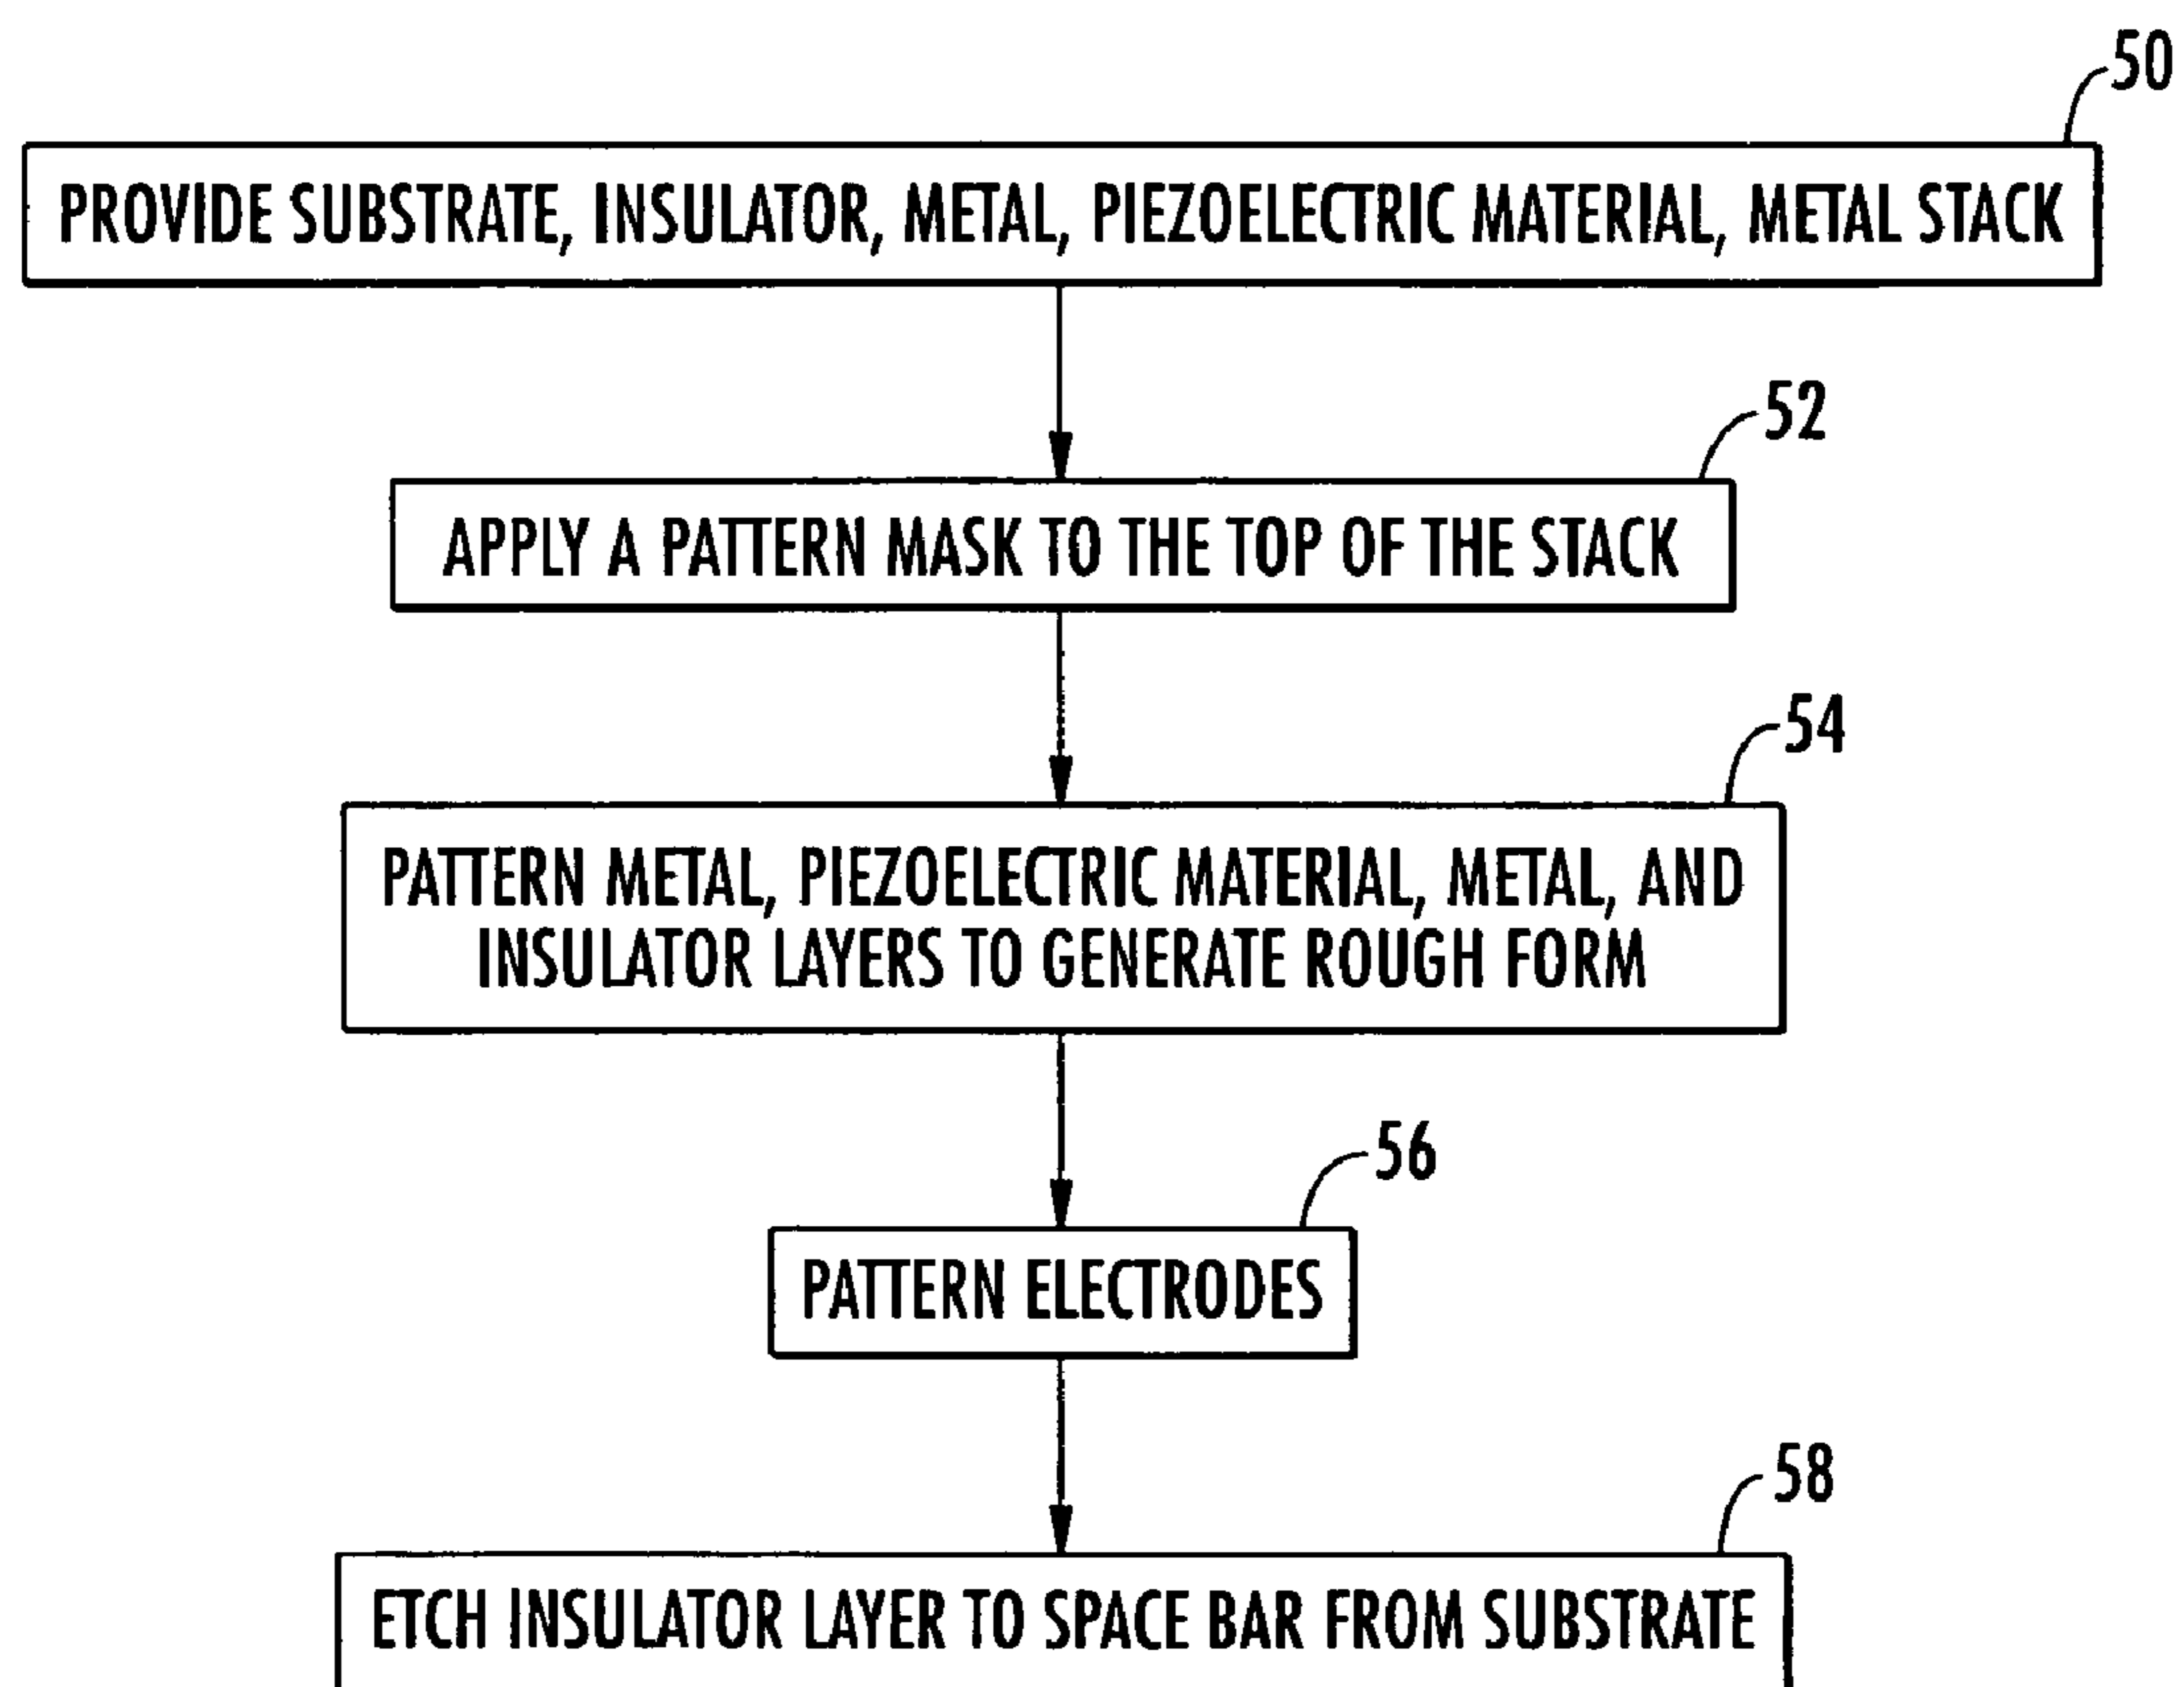 50
PROVIDE SUBSTRATE, INSULATOR, METAL, PIEZOELECTRIC MATERIAL, METAL STACK
52
APPLY A PATTERN MASK TO THE TOP OF THE STACK
54
PATTERN METAL, PIEZOELECTRIC MATERIAL, METAL, AND
INSULATOR LAYERS TO GENERATE ROUGH FORM
56
PATTERN ELECTRODES
58
ETCH INSULATOR LAYER TO SPACE BAR FROM SUBSTRATE